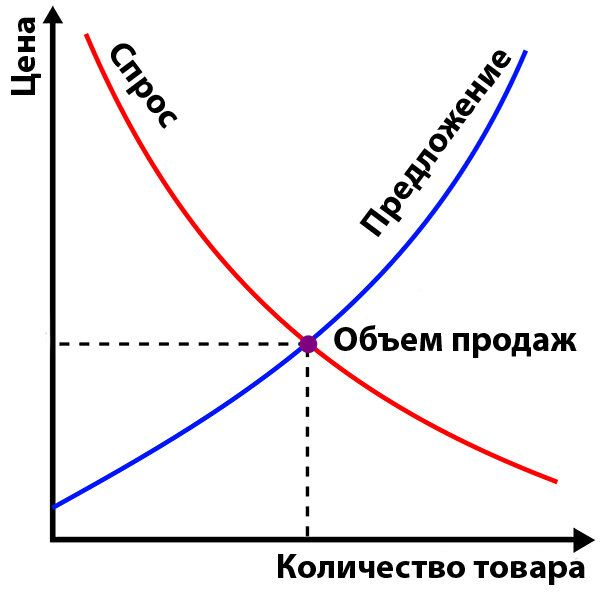 Цена
Спрос
Предложение
Объем продаж
Количество товара